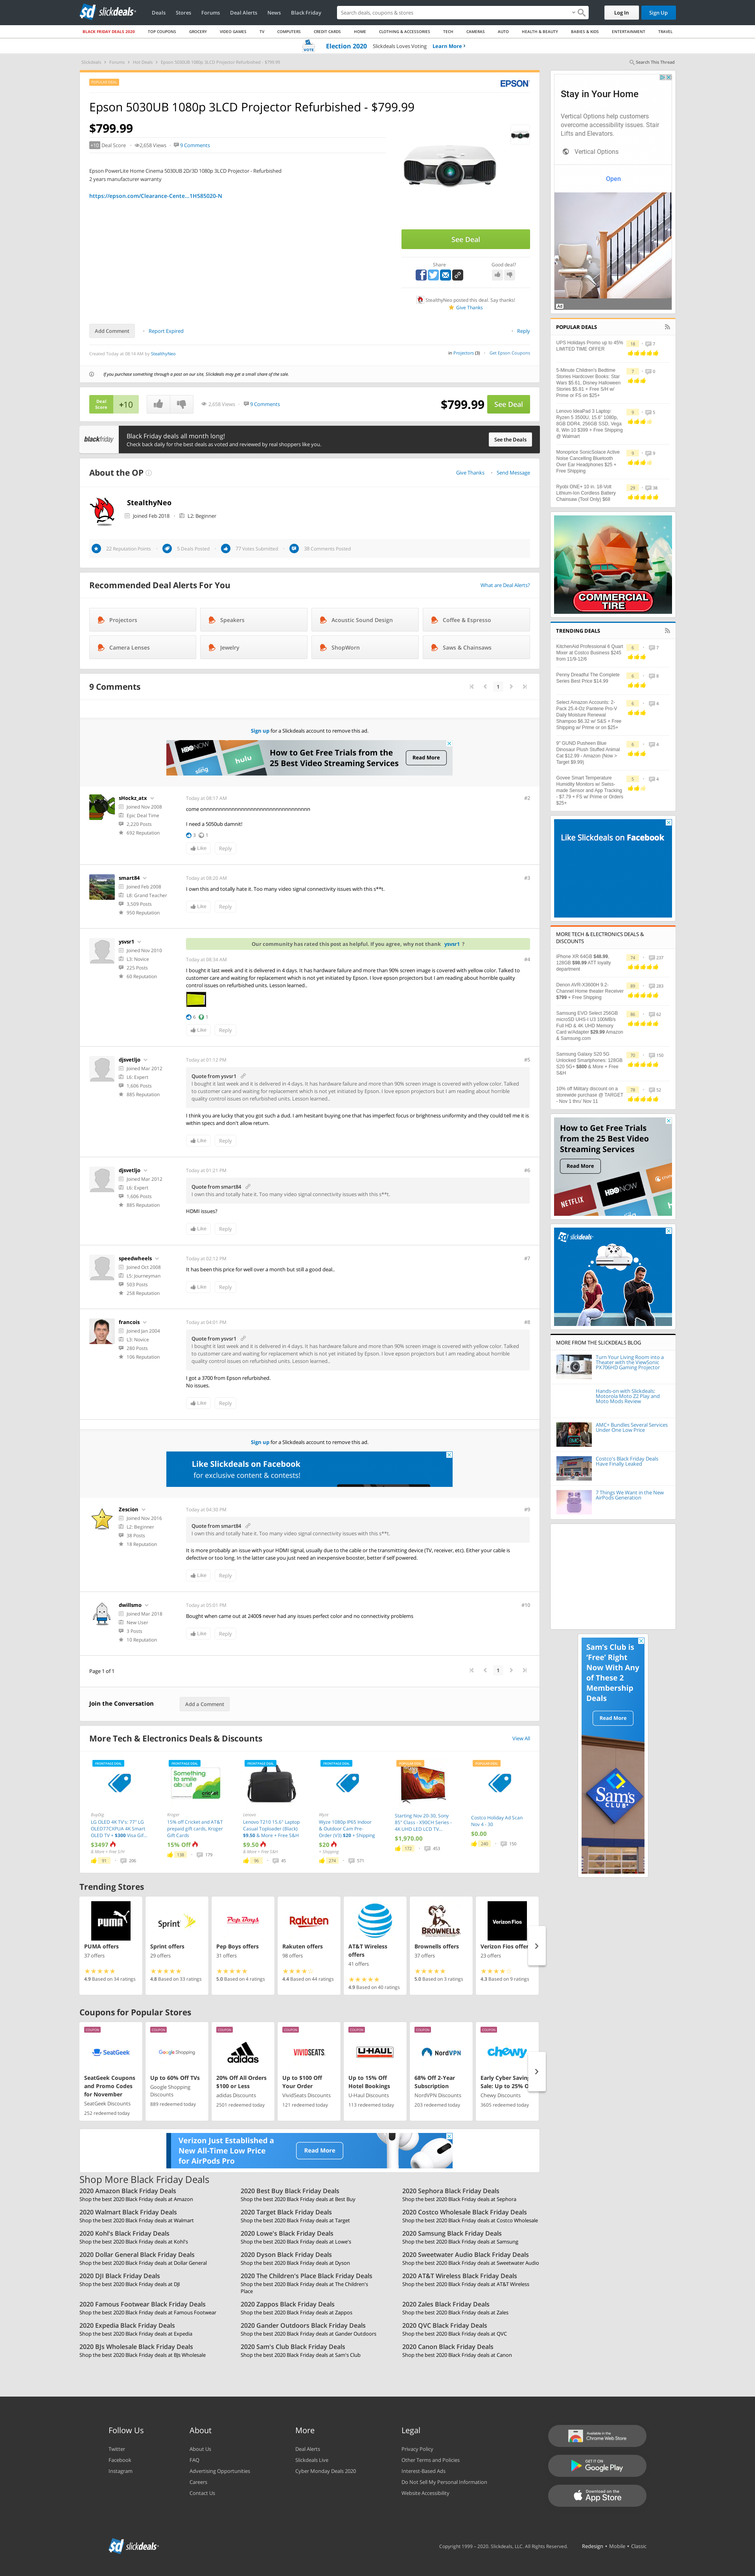 slickdeals
Deals Stores Forums Deal Alerts News Black Friday
Search deals, coupons & stores
Log In Sign Up
BLACK FRIDAY DEALS 2020 TOP COUPONS GROCERY VIDEO GAMES TV COMPUTERS CREDIT CARDS HOME CLOTHING & ACCESSORIES TECH CAMERAS AUTO HEALTH & BEAUTY BABIES & KIDS ENTERTAINMENT TRAVEL
VOTE Election 2020 Slickdeals Loves Voting Learn More
Slickdeals Forums Hot Deals Epson 5030UB 1080p 3LCD Projector Refurbished - $799.99
Search This Thread
EPSON
Epson 5030UB 1080p 3LCD Projector Refurbished - $799.99
$799.99
+10 Deal Score 2,658 Views 9 Comments
Epson PowerLite Home Cinema 5030UB 2D/3D 1080p 3LCD Projector - Refurbished
2 years manufacturer warranty
https://epson.com/Clearance-Cente...1H585020-N
See Deal
Share Good deal?
StealthyNeo posted this deal. Say thanks!
Give Thanks
Add Comment Report Expired Reply
Created Today at 08:14 AM by StealthyNeo
in Projectors (3) Get Epson Coupons
If you purchase something through a post on our site, Slickdeals may get a small share of the sale.
Deal Score +10 2,658 Views 9 Comments $799.99 See Deal
blackfriday
Black Friday deals all month long!
Check back daily for the best deals as voted and reviewed by real shoppers like you.
See the Deals
About the OP
Give Thanks Send Message
StealthyNeo
Joined Feb 2018 L2: Beginner
22 Reputation Points 5 Deals Posted 77 Votes Submitted 38 Comments Posted
Recommended Deal Alerts For You
What are Deal Alerts?
Projectors Speakers Acoustic Sound Design Coffee & Espresso
Camera Lenses Jewelry ShopWorn Saws & Chainsaws
9 Comments
1
Sign up for a Slickdeals account to remove this ad.
HBO NOW sling hulu
How to Get Free Trials from the
25 Best Video Streaming Services
Read More
sHockz_atx
Joined Nov 2008
Epic Deal Time
2,220 Posts
692 Reputation
Today at 08:17 AM #2
come onnnnnnnnnnnnnnnnnnnnnnnnnnnnnnnnnnnn
I need a 5050ub damnit!
3 1
Like Reply
smart84
Joined Feb 2008
L8: Grand Teacher
3,509 Posts
950 Reputation
Today at 08:20 AM #3
I own this and totally hate it. Too many video signal connectivity issues with this s**t.
Like Reply
ysvsr1
Joined Nov 2010
L3: Novice
225 Posts
60 Reputation
Our community has rated this post as helpful. If you agree, why not thank ysvsr1 ?
Today at 08:34 AM #4
I bought it last week and it is delivered in 4 days. It has hardware failure and more than 90% screen image is covered with yellow color. Talked to
customer care and waiting for replacement which is not yet initiated by Epson. I love epson projectors but I am reading about horrible quality
control issues on refurbished units. Lesson learned..
6 1
Like Reply
djsvetljo
Joined Mar 2012
L6: Expert
1,606 Posts
885 Reputation
Today at 01:12 PM #5
Quote from ysvsr1
I bought it last week and it is delivered in 4 days. It has hardware failure and more than 90% screen image is covered with yellow color. Talked
to customer care and waiting for replacement which is not yet initiated by Epson. I love epson projectors but I am reading about horrible
quality control issues on refurbished units. Lesson learned..
I think you are lucky that you got such a dud. I am hesitant buying one that has imperfect focus or brightness uniformity and they could tell me it is
within specs and don't allow return.
Like Reply
djsvetljo
Joined Mar 2012
L6: Expert
1,606 Posts
885 Reputation
Today at 01:21 PM #6
Quote from smart84
I own this and totally hate it. Too many video signal connectivity issues with this s**t.
HDMI issues?
Like Reply
speedwheels
Joined Oct 2008
L5: Journeyman
503 Posts
258 Reputation
Today at 02:12 PM #7
It has been this price for well over a month but still a good deal..
Like Reply
francois
Joined Jan 2004
L3: Novice
280 Posts
106 Reputation
Today at 04:01 PM #8
Quote from ysvsr1
I bought it last week and it is delivered in 4 days. It has hardware failure and more than 90% screen image is covered with yellow color. Talked
to customer care and waiting for replacement which is not yet initiated by Epson. I love epson projectors but I am reading about horrible
quality control issues on refurbished units. Lesson learned..
I got a 3700 from Epson refurbished.
No issues.
Like Reply
Sign up for a Slickdeals account to remove this ad.
Like Slickdeals on Facebook
for exclusive content & contests!
Zescion
Joined Nov 2016
L2: Beginner
38 Posts
18 Reputation
Today at 04:30 PM #9
Quote from smart84
I own this and totally hate it. Too many video signal connectivity issues with this s**t.
It is more probably an issue with your HDMI signal, usually due to the cable or the transmitting device (TV, receiver, etc). Either your cable is
defective or too long. In the latter case you just need an inexpensive booster, better if self powered.
Like Reply
dwillsmo
Joined Mar 2018
New User
3 Posts
10 Reputation
Today at 05:01 PM #10
Bought when came out at 2400$ never had any issues perfect color and no connectivity problems
Like Reply
Page 1 of 1 1
Join the Conversation Add a Comment
More Tech & Electronics Deals & Discounts
View All
BuyDig
LG OLED 4K TV's: 77" LG
OLED77CXPUA 4K Smart
OLED TV + $300 Visa Gif...
$3497
Kroger
15% off Cricket and AT&T
prepaid gift cards, Kroger
Gift Cards
15% Off
Lenovo
Lenovo T210 15.6" Laptop
Casual Toploader (Black)
$9.50 & More + Free S&H
$9.50
Wyze
Wyze 1080p IP65 Indoor
& Outdoor Cam Pre-
Order (V3) $20 + Shipping
$20
Starting Nov 20-30, Sony
85" Class - X90CH Series -
4K UHD LED LCD TV...
$1,970.00
Costco Holiday Ad Scan
Nov 4 - 30
$0.00
Trending Stores
PUMA offers
37 offers
4.9 Based on 34 ratings
Sprint offers
29 offers
4.8 Based on 33 ratings
Pep Boys offers
31 offers
5.0 Based on 4 ratings
Rakuten offers
98 offers
4.4 Based on 44 ratings
AT&T Wireless offers
41 offers
4.9 Based on 40 ratings
Brownells offers
37 offers
5.0 Based on 3 ratings
Verizon Fios offers
23 offers
4.3 Based on 9 ratings
Coupons for Popular Stores
SeatGeek Coupons
and Promo Codes
for November
SeatGeek Discounts
252 redeemed today
Up to 60% Off TVs
Google Shopping
Discounts
889 redeemed today
20% Off All Orders
$100 or Less
adidas Discounts
2501 redeemed today
Up to $100 Off
Your Order
VividSeats Discounts
121 redeemed today
Up to 15% Off
Hotel Bookings
U-Haul Discounts
113 redeemed today
68% Off 2-Year
Subscription
NordVPN Discounts
203 redeemed today
Early Cyber Saving
Sale: Up to 25% O
Chewy Discounts
3605 redeemed today
Verizon Just Established a
New All-Time Low Price
for AirPods Pro
Read More
Shop More Black Friday Deals
2020 Amazon Black Friday Deals
Shop the best 2020 Black Friday deals at Amazon
2020 Best Buy Black Friday Deals
Shop the best 2020 Black Friday deals at Best Buy
2020 Sephora Black Friday Deals
Shop the best 2020 Black Friday deals at Sephora
2020 Walmart Black Friday Deals
Shop the best 2020 Black Friday deals at Walmart
2020 Target Black Friday Deals
Shop the best 2020 Black Friday deals at Target
2020 Costco Wholesale Black Friday Deals
Shop the best 2020 Black Friday deals at Costco Wholesale
2020 Kohl's Black Friday Deals
Shop the best 2020 Black Friday deals at Kohl's
2020 Lowe's Black Friday Deals
Shop the best 2020 Black Friday deals at Lowe's
2020 Samsung Black Friday Deals
Shop the best 2020 Black Friday deals at Samsung
2020 Dollar General Black Friday Deals
Shop the best 2020 Black Friday deals at Dollar General
2020 Dyson Black Friday Deals
Shop the best 2020 Black Friday deals at Dyson
2020 Sweetwater Audio Black Friday Deals
Shop the best 2020 Black Friday deals at Sweetwater Audio
2020 DJI Black Friday Deals
Shop the best 2020 Black Friday deals at DJI
2020 The Children's Place Black Friday Deals
Shop the best 2020 Black Friday deals at The Children's
Place
2020 AT&T Wireless Black Friday Deals
Shop the best 2020 Black Friday deals at AT&T Wireless
2020 Famous Footwear Black Friday Deals
Shop the best 2020 Black Friday deals at Famous Footwear
2020 Zappos Black Friday Deals
Shop the best 2020 Black Friday deals at Zappos
2020 Zales Black Friday Deals
Shop the best 2020 Black Friday deals at Zales
2020 Expedia Black Friday Deals
Shop the best 2020 Black Friday deals at Expedia
2020 Gander Outdoors Black Friday Deals
Shop the best 2020 Black Friday deals at Gander Outdoors
2020 QVC Black Friday Deals
Shop the best 2020 Black Friday deals at QVC
2020 BJs Wholesale Black Friday Deals
Shop the best 2020 Black Friday deals at BJs Wholesale
2020 Sam's Club Black Friday Deals
Shop the best 2020 Black Friday deals at Sam's Club
2020 Canon Black Friday Deals
Shop the best 2020 Black Friday deals at Canon
Stay in Your Home
Vertical Options help customers
overcome accessibility issues. Stair
Lifts and Elevators.
Vertical Options
Open
Ad
POPULAR DEALS
UPS Holidays Promo up to 45%
LIMITED TIME OFFER
5-Minute Children's Bedtime
Stories Hardcover Books: Star
Wars $5.61, Disney Halloween
Stories $5.81 + Free S/H w/
Prime or FS on $25+
Lenovo IdeaPad 3 Laptop:
Ryzen 5 3500U, 15.6" 1080p,
8GB DDR4, 256GB SSD, Vega
8, Win 10 $399 + Free Shipping
@ Walmart
Monoprice SonicSolace Active
Noise Cancelling Bluetooth
Over Ear Headphones $25 +
Free Shipping
Ryobi ONE+ 10 in. 18-Volt
Lithium-Ion Cordless Battery
Chainsaw (Tool Only) $68
COMMERCIAL
TIRE
TRENDING DEALS
KitchenAid Professional 6 Quart
Mixer at Costco Business $245
from 11/9-12/6
Penny Dreadful The Complete
Series Best Price $14.99
Select Amazon Accounts: 2-
Pack 25.4-Oz Pantene Pro-V
Daily Moisture Renewal
Shampoo $8.32 w/ S&S + Free
Shipping w/ Prime or on $25+
9" GUND Pusheen Blue
Dinosaur Plush Stuffed Animal
Cat $12.99 - Amazon (Now =
Target $9.99)
Govee Smart Temperature
Humidity Monitors w/ Swiss-
made Sensor and App Tracking
- $7.79 + FS w/ Prime or Orders
$25+
Like Slickdeals on Facebook
MORE TECH & ELECTRONICS DEALS &
DISCOUNTS
iPhone XR 64GB $48.99,
128GB $98.99 ATT loyalty
department
Denon AVR-X3600H 9.2-
Channel Home theater Receiver
$799 + Free Shipping
Samsung EVO Select 256GB
microSD UHS-I U3 100MB/s
Full HD & 4K UHD Memory
Card w/Adapter $29.99 Amazon
& Samsung.com
Samsung Galaxy S20 5G
Unlocked Smartphones: 128GB
S20 5G+ $800 & More + Free
S&H
10% off Military discount on a
storewide purchase @ TARGET
- Nov 1 thru' Nov 11
How to Get Free Trials
from the 25 Best Video
Streaming Services
Read More
NETFLIX HBO NOW sling hulu
slickdeals
MORE FROM THE SLICKDEALS BLOG
Turn Your Living Room into a
Theater with the ViewSonic
PX706HD Gaming Projector
Hands-on with Slickdeals:
Motorola Moto Z2 Play and
Moto Mods Review
AMC+ Bundles Several Services
Under One Low Price
Costco's Black Friday Deals
Have Finally Leaked
7 Things We Want in the New
AirPods Generation
Sam's Club is
'Free' Right
Now With Any
of These 2
Membership
Deals
Read More
Sam's CLUB
Follow Us
Twitter
Facebook
Instagram
About
About Us
FAQ
Advertising Opportunities
Careers
Contact Us
More
Deal Alerts
Slickdeals Live
Cyber Monday Deals 2020
Legal
Privacy Policy
Other Terms and Policies
Interest-Based Ads
Do Not Sell My Personal Information
Website Accessibility
Available in the
Chrome Web Store
GET IT ON
Google Play
Download on the
App Store
slickdeals
Copyright 1999 - 2020. Slickdeals, LLC. All Rights Reserved. Redesign • Mobile • Classic